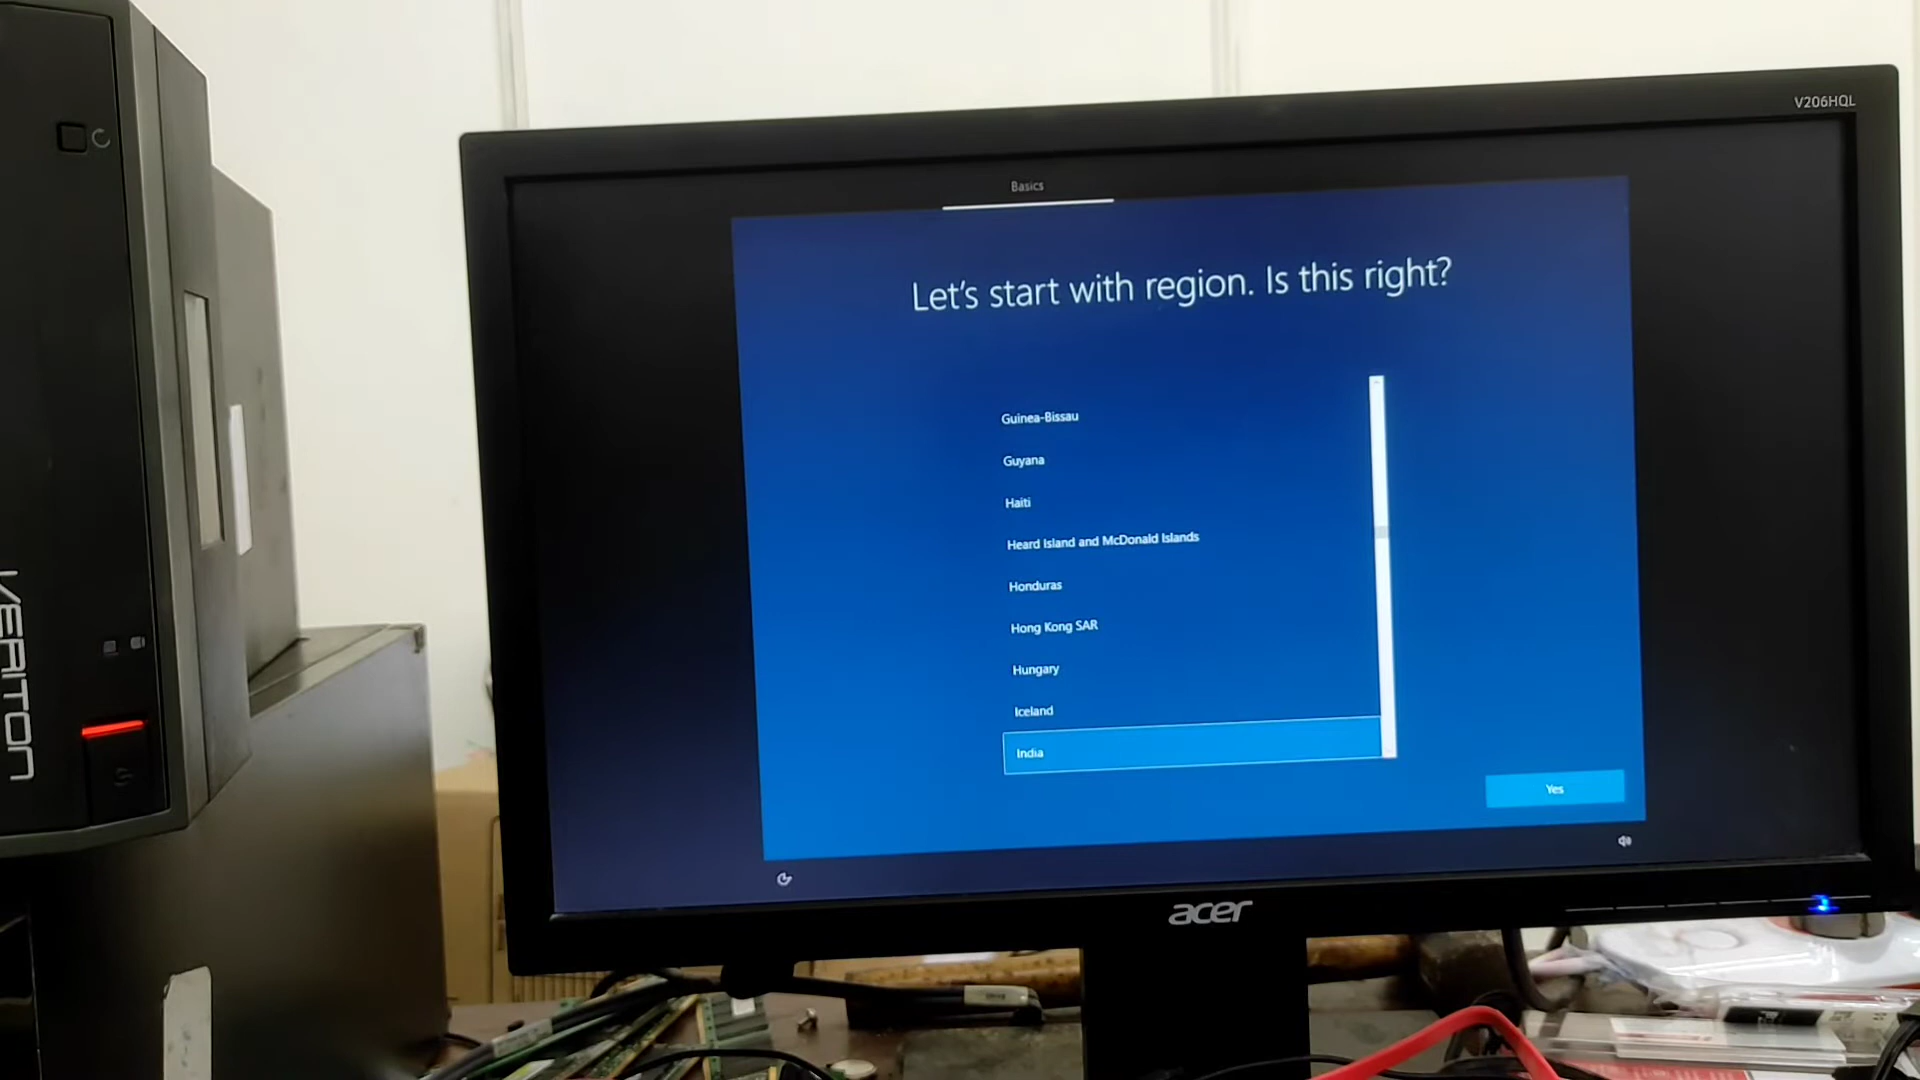 V206HQL
Basics
Let's start with region. Is this right?
Guinea-Bissau
Guyana
Haiti
Heard Island and McDonald Islands
Honduras
Hong Kong SAR
Hungary
Iceland
India
Yes
acer
VERITON